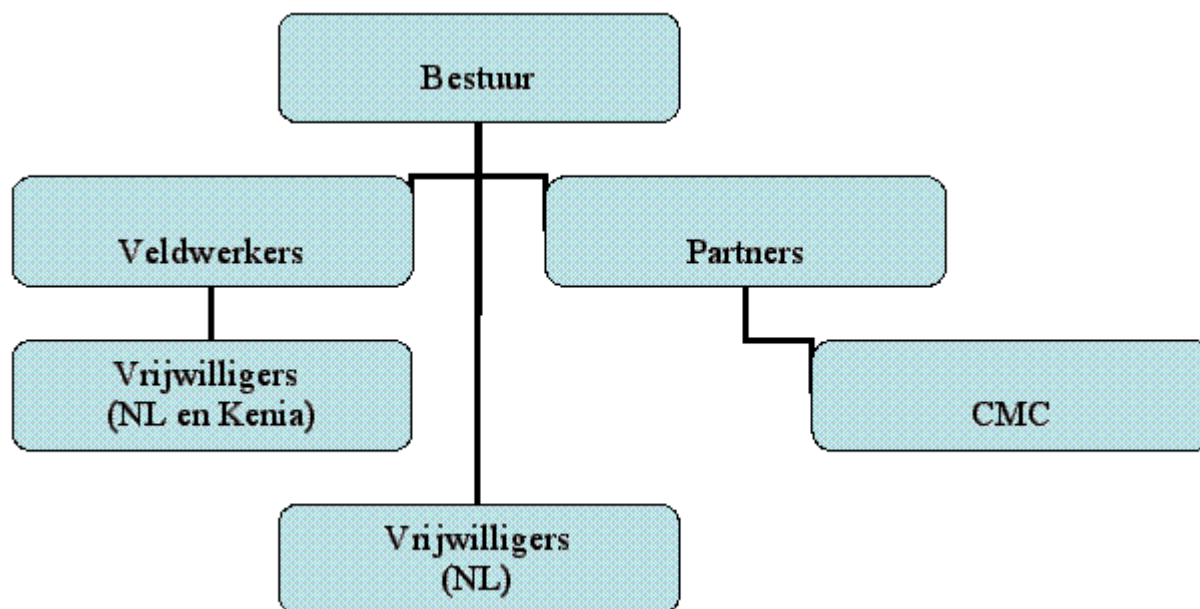 Bestuur
Veldwerkers
Partners
Vrijwilligers
(NL en Kenia)
CMC
Vrijwilligers
(NL)